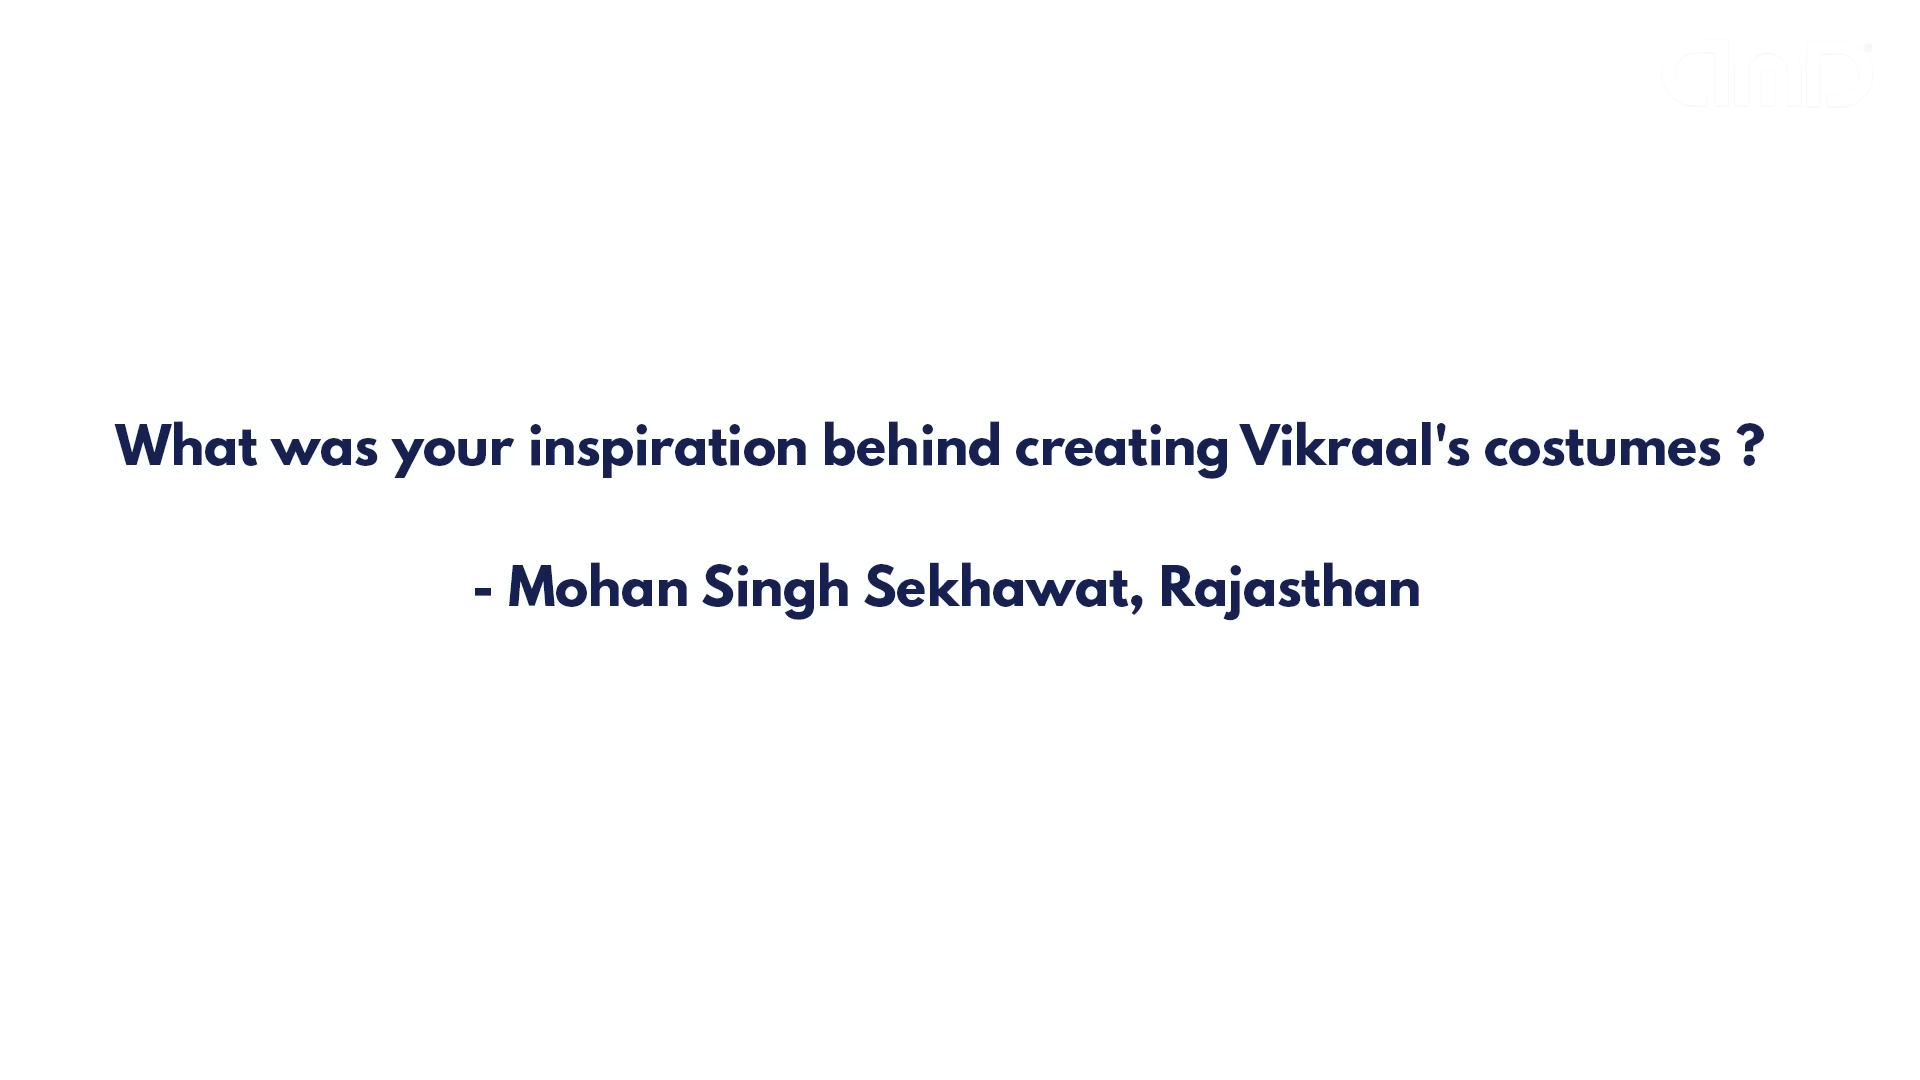 What was your inspiration behind creating Vikraal's costumes ?
- Mohan Singh Sekhawat, Rajasthan